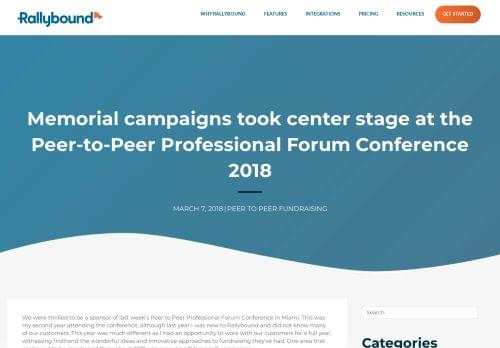 Rallybound
WHY RALLYBOUND
FEATURES
INTEGRATIONS
PRICING
RESOURCES
GET STARTED
Memorial campaigns took center stage at the
Peer-to-Peer Professional Forum Conference
2018
MARCH 7, 2018 | PEER TO PEER FUNDRAISING
We were thrilled to be a sponsor of last week's Peer to Peer Professional Forum Conference in Miami. This was
my second year attending the conference, although last year I was new to Rallybound and did not know many
of our customers. This year was much different as I had an opportunity to work with our customers for a full year,
witnessing firsthand the wonderful ideas and innovative approaches to fundraising they've had. One area that
Search
Categories